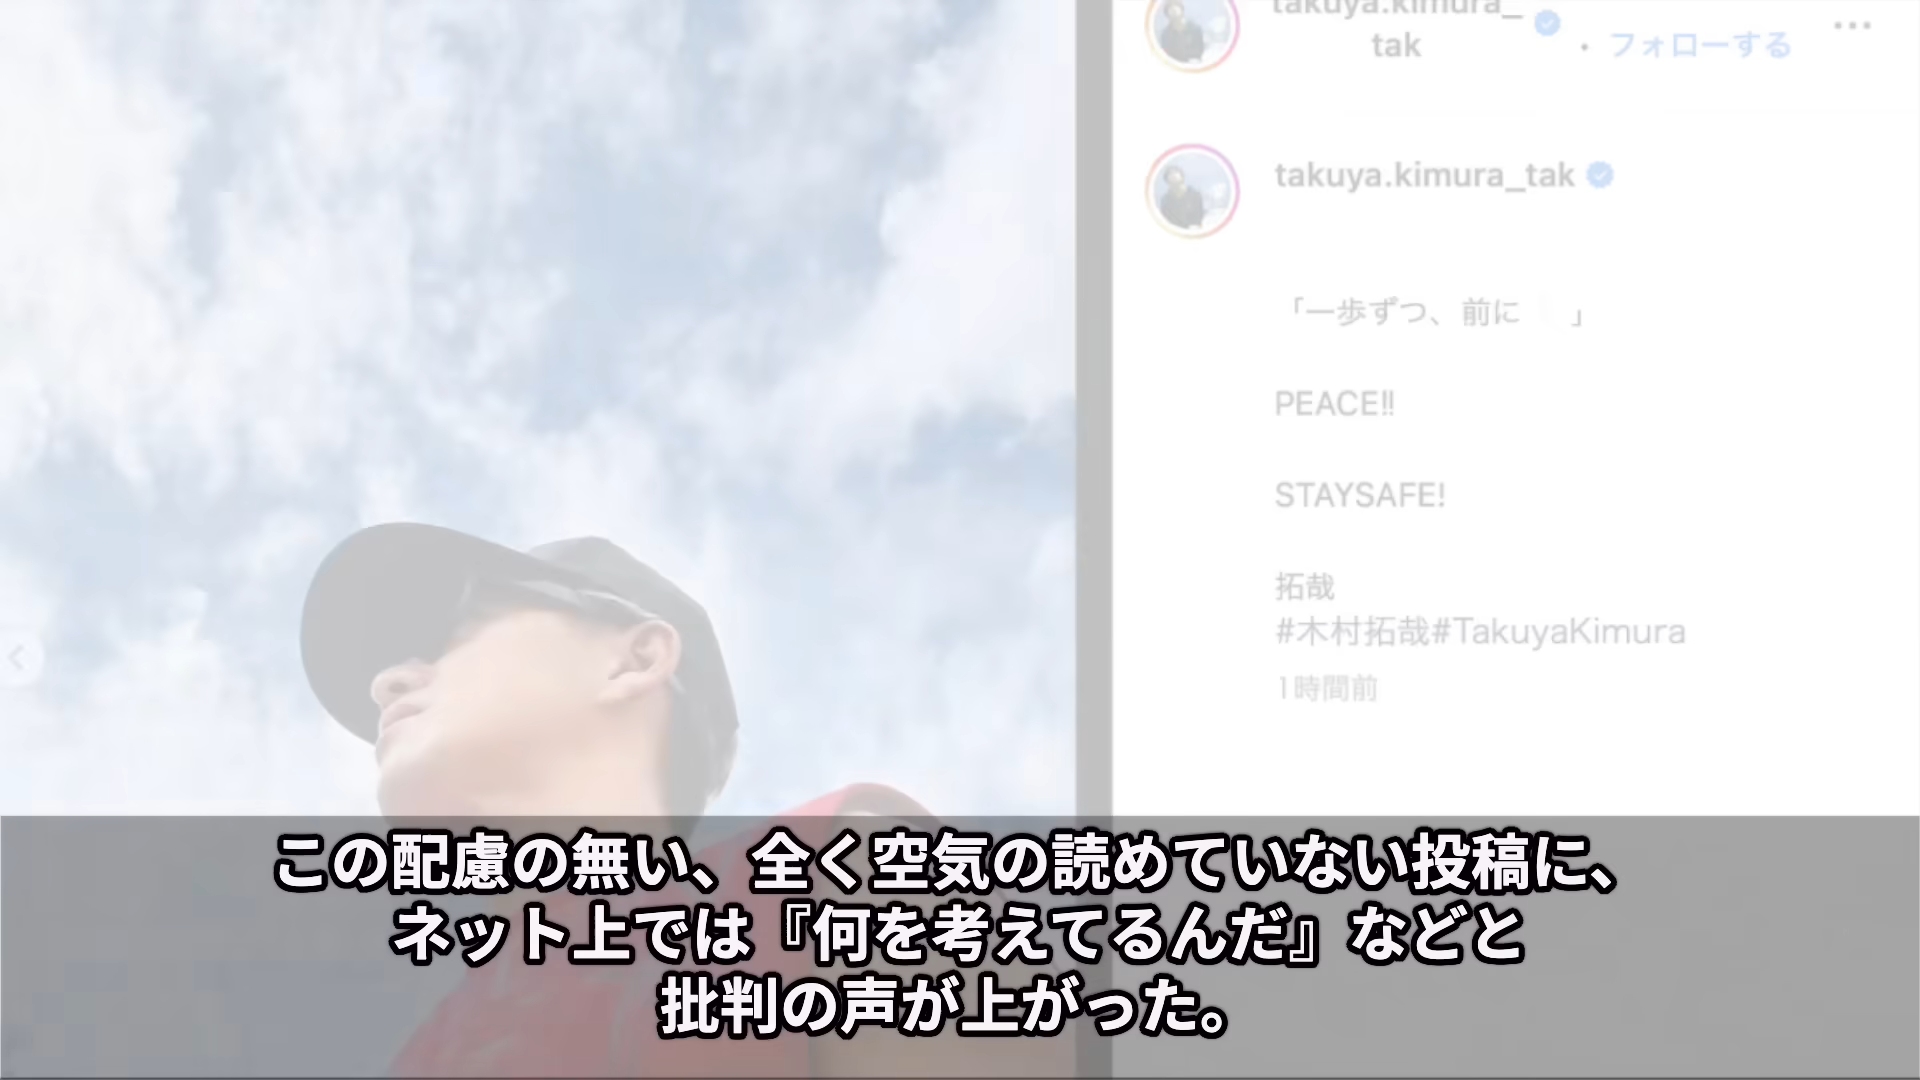 takuya.kimura_
tak
・フォローする
takuya.kimura_tak
「一歩ずつ、前に 」
PEACE!!
STAYSAFE!
拓哉
#木村拓哉#TakuyaKimura
1時間前
この配慮の無い、全く空気の読めていない投稿に、
ネット上では『何を考えてるんだ』などと
批判の声が上がった。